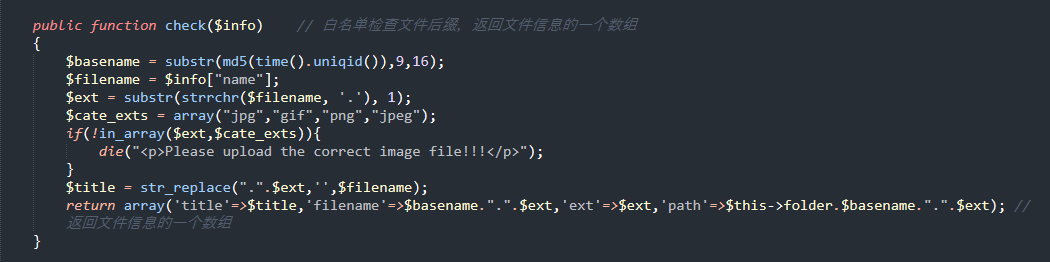 public function check($info)    // 白名单检查文件后缀，返回文件信息的一个数组
{
    $basename = substr(md5(time().uniqid()),9,16);
    $filename = $info["name"];
    $ext = substr(strrchr($filename, '.'), 1);
    $cate_exts = array("jpg","gif","png","jpeg");
    if(!in_array($ext,$cate_exts)){
        die("<p>Please upload the correct image file!!!</p>");
    }
    $title = str_replace(".".$ext,'',$filename);
    return array('title'=>$title,'filename'=>$basename.".".$ext,'ext'=>$ext,'path'=>$this->folder.$basename.".".$ext); //
    返回文件信息的一个数组
}